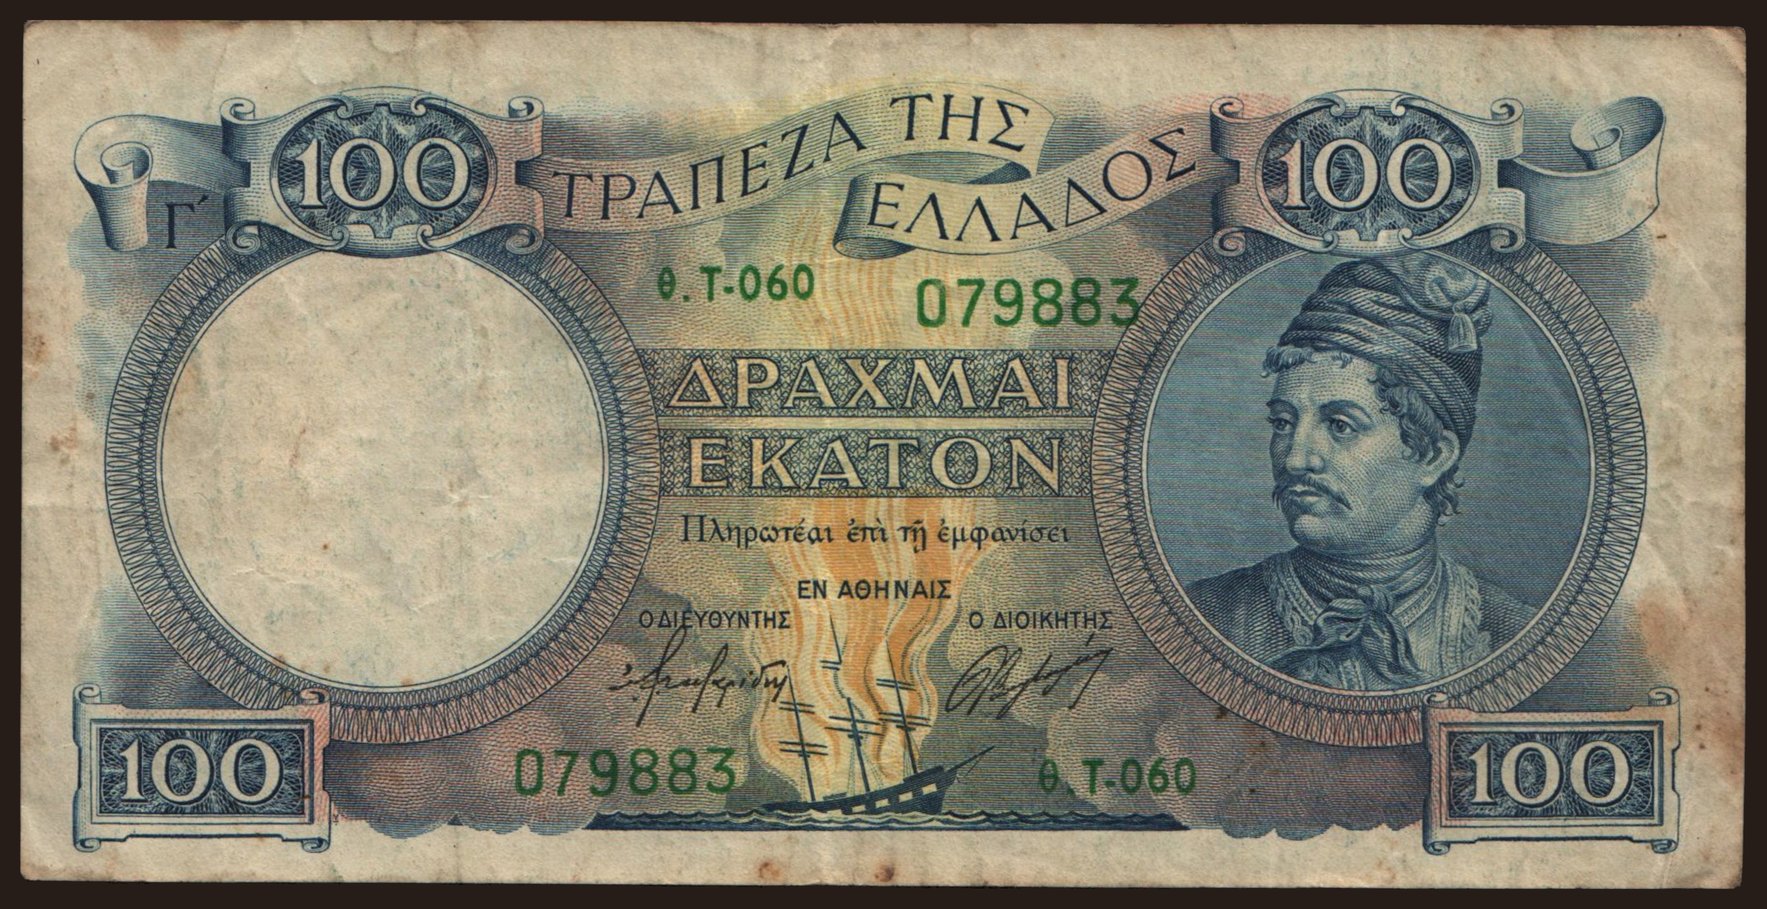 100
ΤΡΑΠΕΖΑ ΤΗΣ
ΕΛΛΑΔΟΣ
100
Γ΄
θ.T-060
079883
ΔΡΑΧΜΑΙ
ΕΚΑΤΟΝ
Πληρωτέαι ἐπὶ τῇ ἐμφανίσει
ΕΝ ΑΘΗΝΑΙΣ
Ο ΔΙΕΥΘΥΝΤΗΣ
Ο ΔΙΟΙΚΗΤΗΣ
100
079883
θ.T-060
100